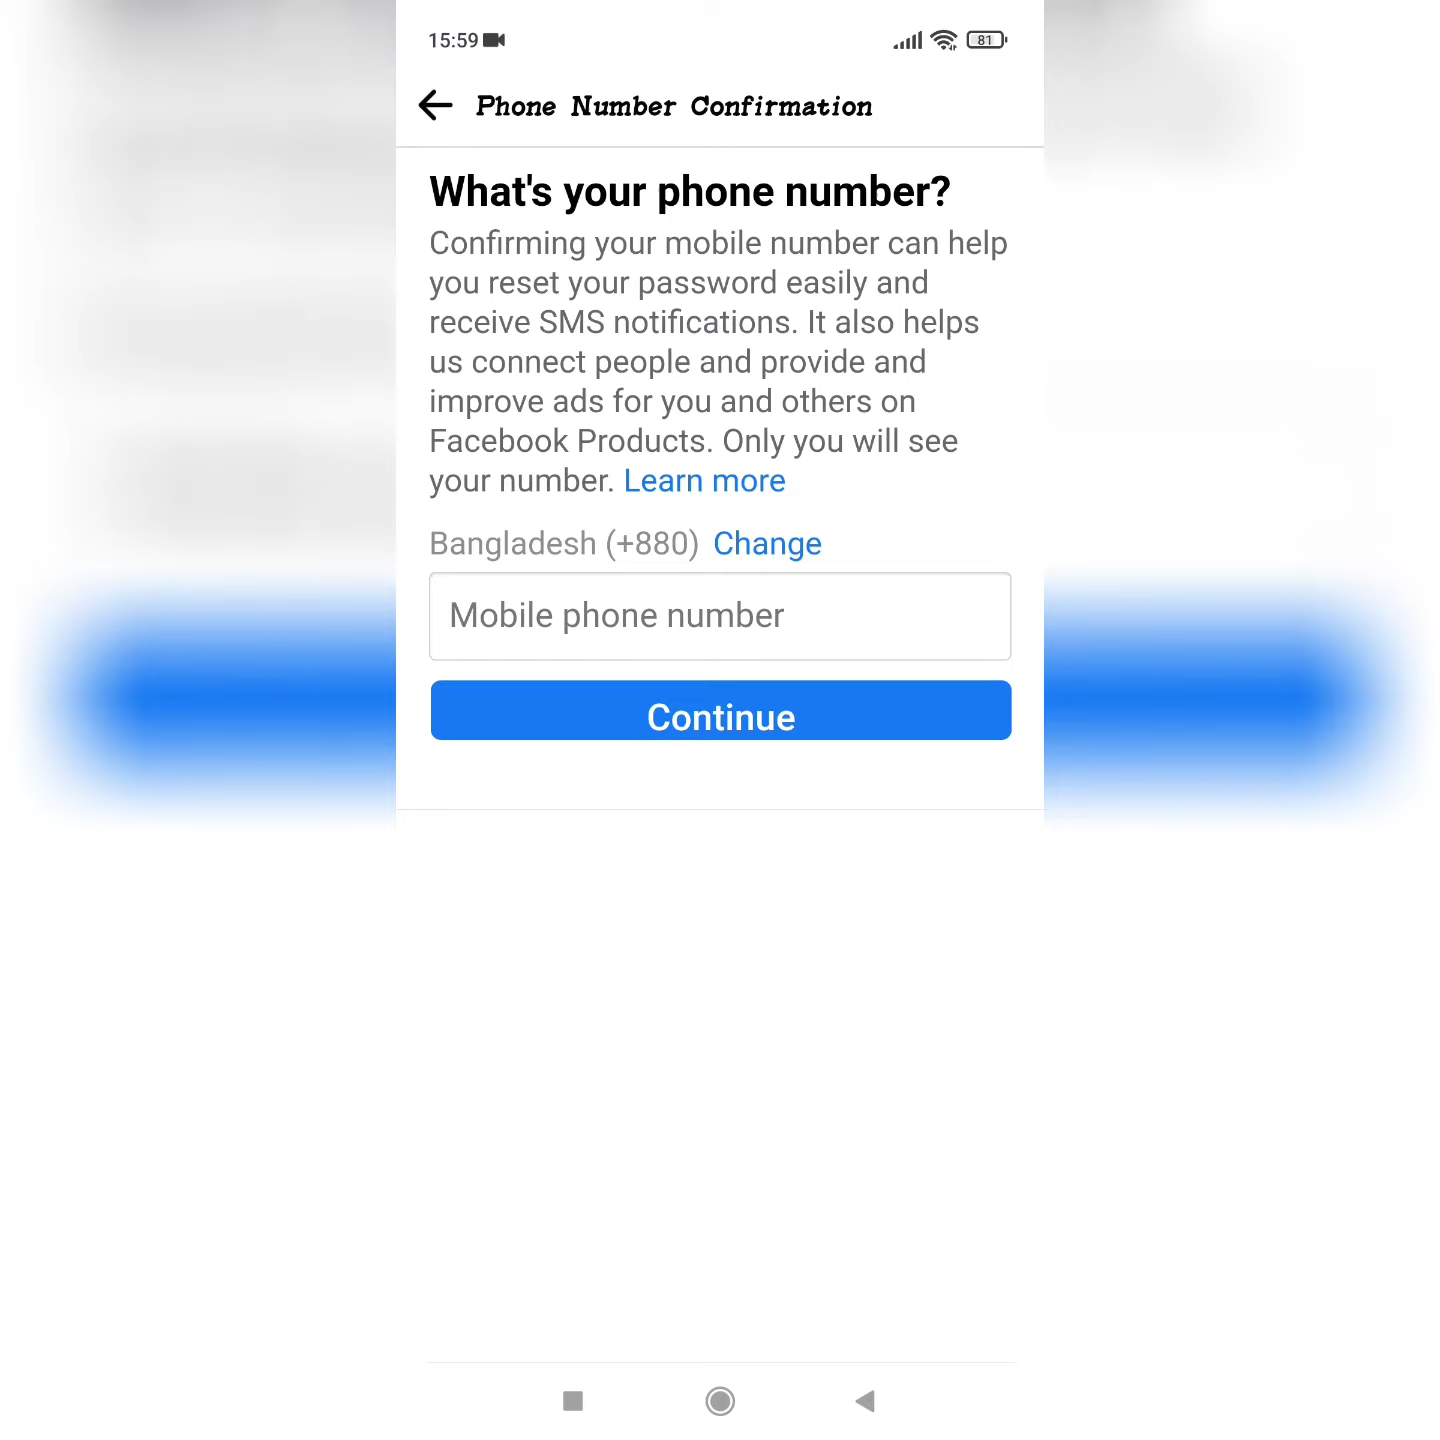 15:59 81
Phone Number Confirmation
What's your phone number?
Confirming your mobile number can help
you reset your password easily and
receive SMS notifications. It also helps
us connect people and provide and
improve ads for you and others on
Facebook Products. Only you will see
your number. Learn more
Bangladesh (+880) Change
Mobile phone number
Continue